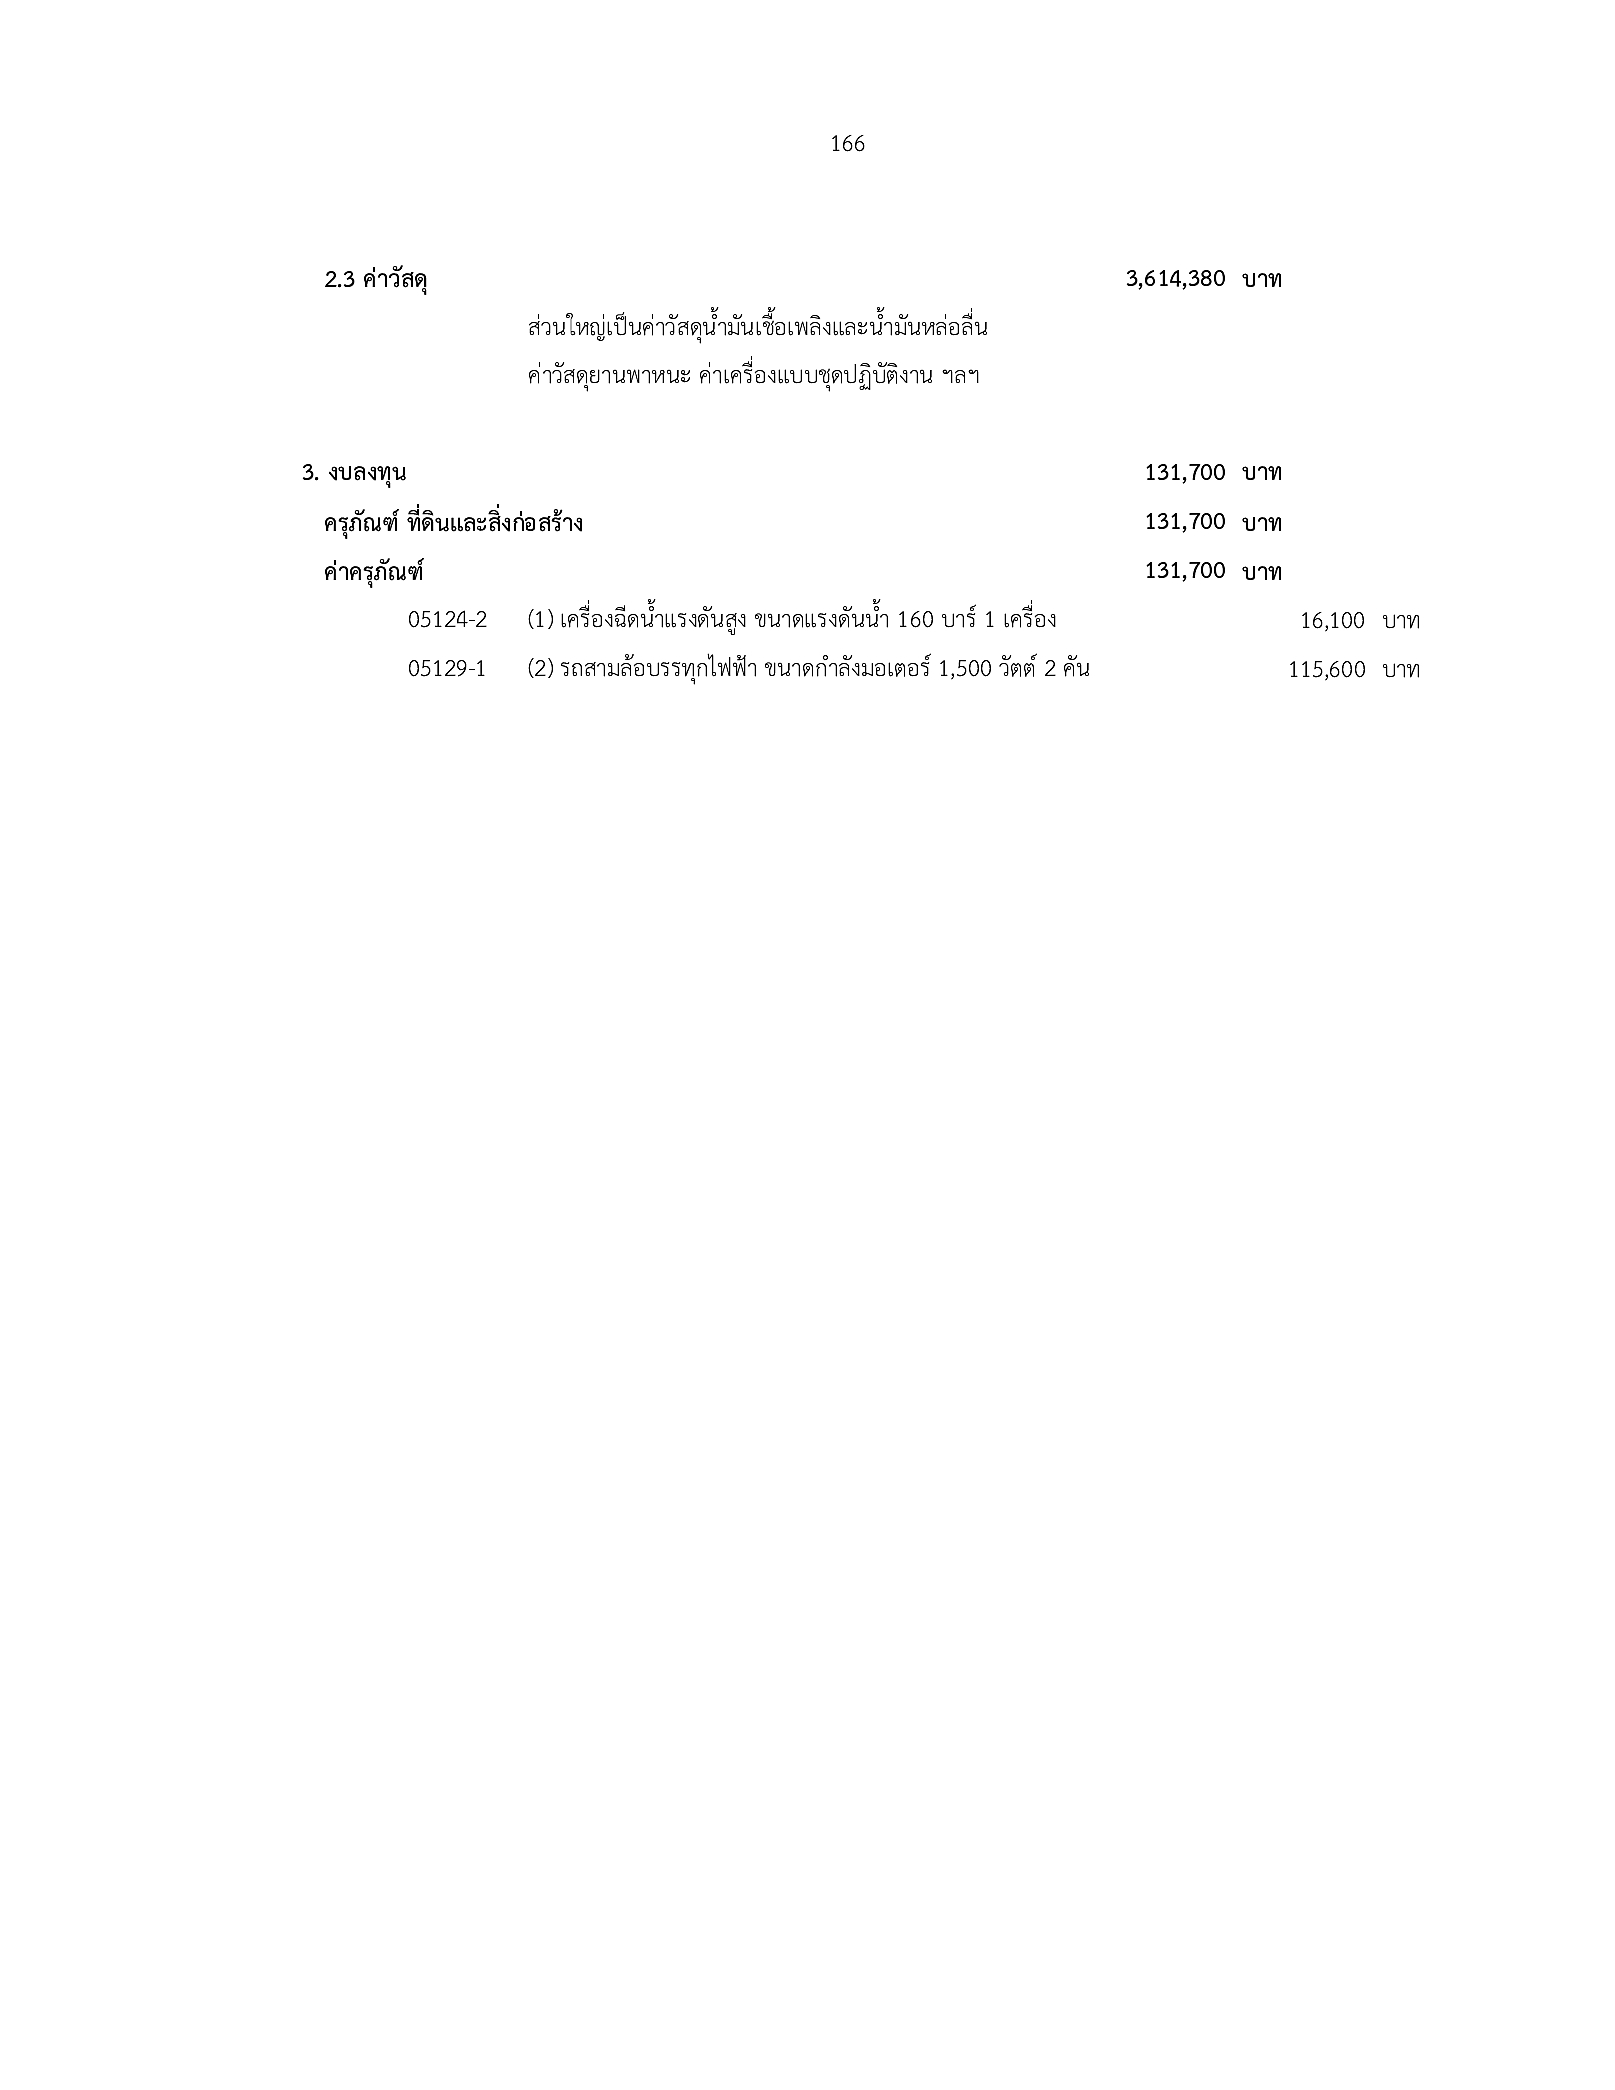 166
2.3 ค่าวัสดุ 3,614,380 บาท
ส่วนใหญ่เป็นค่าวัสดุน้ำมันเชื้อเพลิงและน้ำมันหล่อลื่น
ค่าวัสดุยานพาหนะ ค่าเครื่องแบบชุดปฏิบัติงาน ฯลฯ
3. งบลงทุน 131,700 บาท
ครุภัณฑ์ ที่ดินและสิ่งก่อสร้าง 131,700 บาท
ค่าครุภัณฑ์ 131,700 บาท
05124-2 (1) เครื่องฉีดน้ำแรงดันสูง ขนาดแรงดันน้ำ 160 บาร์ 1 เครื่อง 16,100 บาท
05129-1 (2) รถสามล้อบรรทุกไฟฟ้า ขนาดกำลังมอเตอร์ 1,500 วัตต์ 2 คัน 115,600 บาท